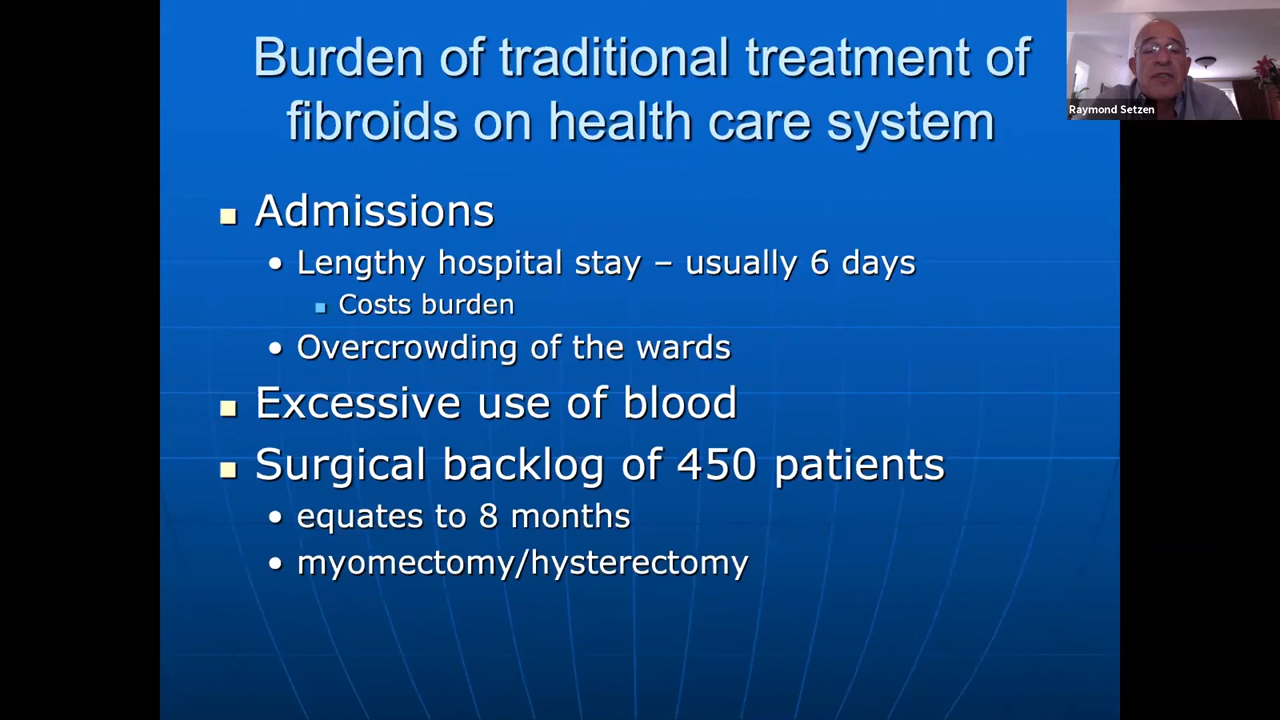 Burden of traditional treatment of
fibroids on health care system
Raymond Setzen
Admissions
Lengthy hospital stay – usually 6 days
Costs burden
Overcrowding of the wards
Excessive use of blood
Surgical backlog of 450 patients
equates to 8 months
myomectomy/hysterectomy